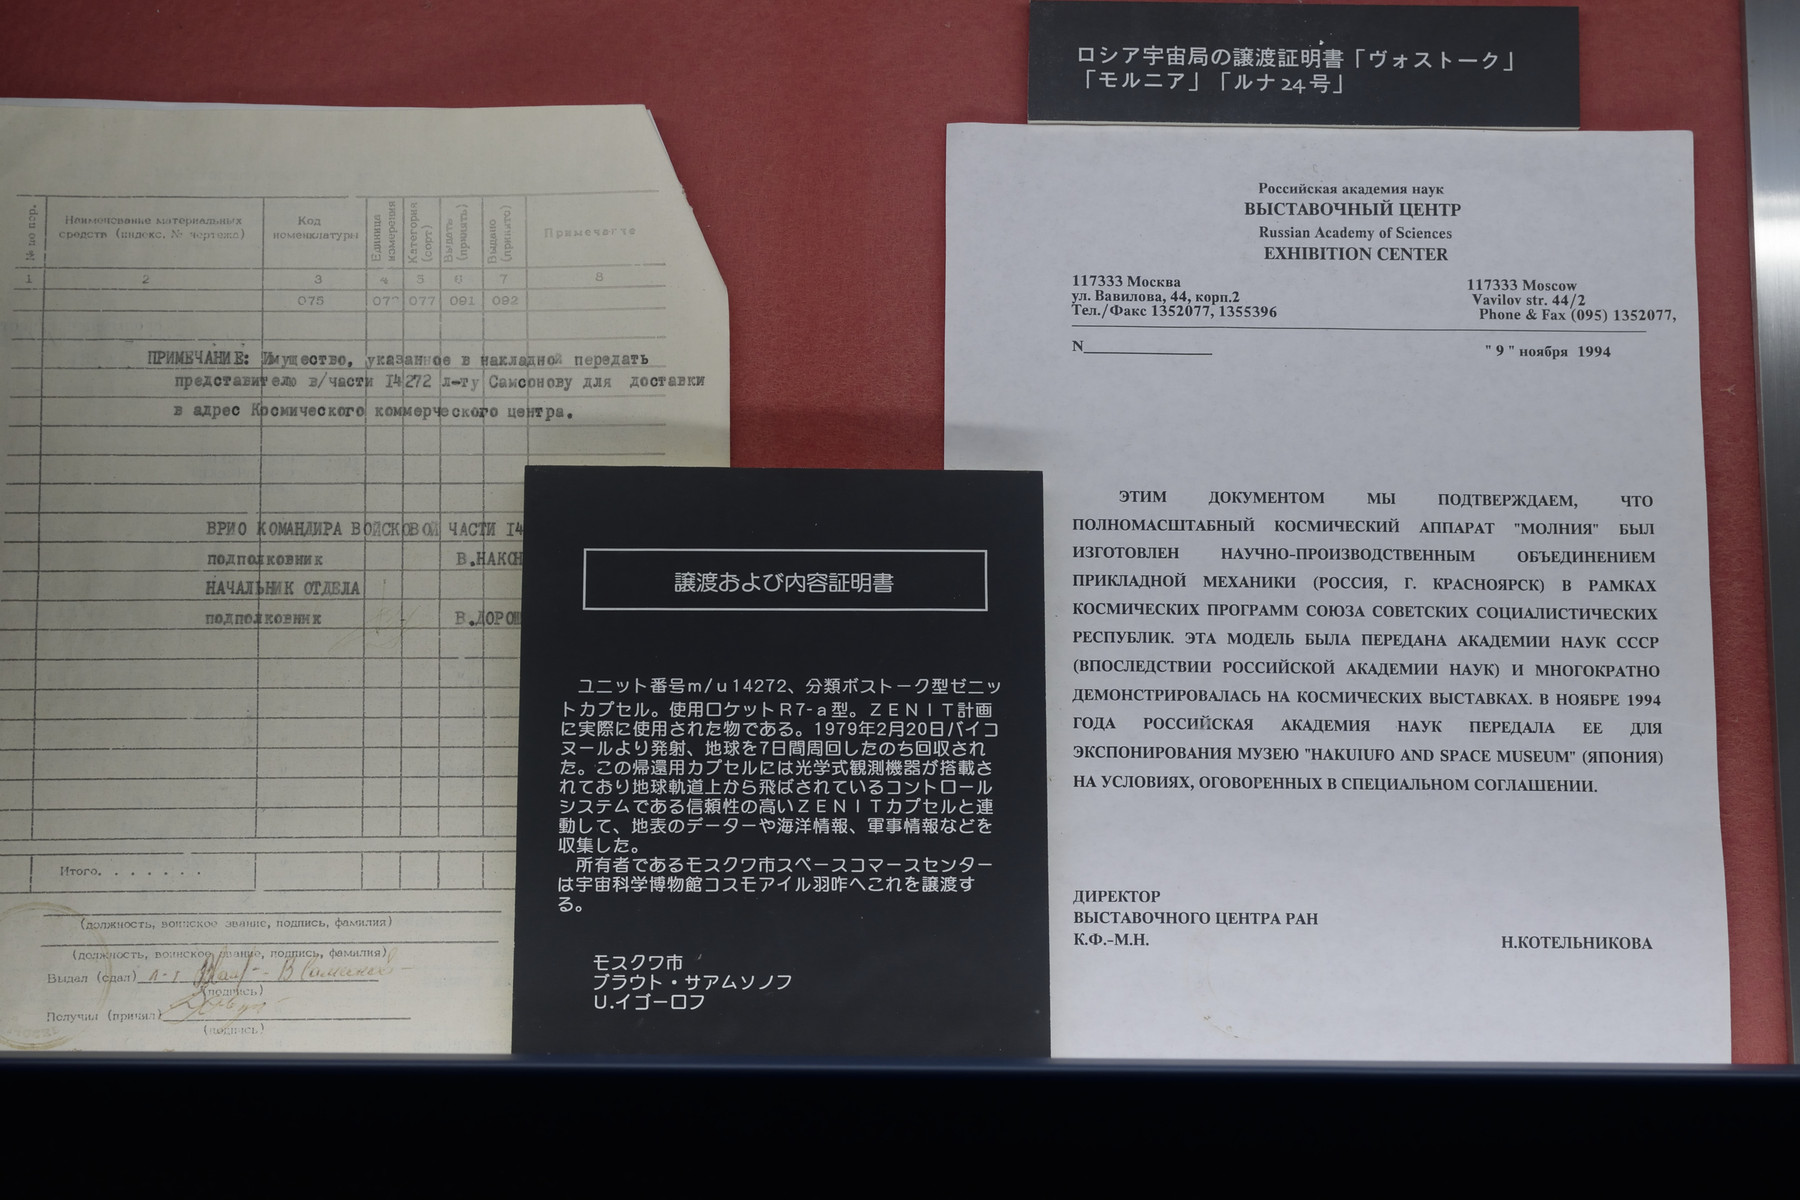 ロシア宇宙局の譲渡証明書「ヴォストーク」
「モルニア」「ルナ24号」
№ по пор.
Наименование материальных
средств (индекс. № чертежа)
Код
номенклатуры
Единица
измерения
Категория
(сорт)
Выдать
(принять)
Выдано
(принято)
Примечание
1 2 3 4 5 6 7 8
075 077 091 092
ПРИМЕЧАНИЕ: Имущество, указанное в накладной передать
представителю в/части 14272 л-ту Самсонову для доставки
в адрес Космического коммерческого центра.
ВРИО КОМАНДИРА ВОЙСКОВОЙ ЧАСТИ 14
подполковник В.НАКОН
НАЧАЛЬНИК ОТДЕЛА
подполковник В.ДОРОШ
Итого. . . . . . .
(должность, воинское звание, подпись, фамилия)
(должность, воинское звание, подпись, фамилия)
Выдал (сдал)
(подпись)
Получил (принял)
(подпись)
譲渡および内容証明書
ユニット番号m/u14272、分類ボストーク型ゼニッ
トカプセル。使用ロケットR7-a型。ZENIT計画
に実際に使用された物である。1979年2月20日バイコ
ヌールより発射、地球を7日間周回したのち回収され
た。この帰還用カプセルには光学式観測機器が搭載さ
れており地球軌道上から飛ばされているコントロール
システムである信頼性の高いZENITカプセルと連
動して、地表のデーターや海洋情報、軍事情報などを
収集した。
所有者であるモスクワ市スペースコマースセンター
は宇宙科学博物館コスモアイル羽咋へこれを譲渡す
る。
モスクワ市
ブラウト・サアムソノフ
U.イゴーロフ
Российская академия наук
ВЫСТАВОЧНЫЙ ЦЕНТР
Russian Academy of Sciences
EXHIBITION CENTER
117333 Москва
ул. Вавилова, 44, корп.2
Тел./Факс 1352077, 1355396
117333 Moscow
Vavilov str. 44/2
Phone & Fax (095) 1352077,
N
" 9 " ноября 1994
ЭТИМ ДОКУМЕНТОМ МЫ ПОДТВЕРЖДАЕМ, ЧТО
ПОЛНОМАСШТАБНЫЙ КОСМИЧЕСКИЙ АППАРАТ "МОЛНИЯ" БЫЛ
ИЗГОТОВЛЕН НАУЧНО-ПРОИЗВОДСТВЕННЫМ ОБЪЕДИНЕНИЕМ
ПРИКЛАДНОЙ МЕХАНИКИ (РОССИЯ, Г. КРАСНОЯРСК) В РАМКАХ
КОСМИЧЕСКИХ ПРОГРАММ СОЮЗА СОВЕТСКИХ СОЦИАЛИСТИЧЕСКИХ
РЕСПУБЛИК. ЭТА МОДЕЛЬ БЫЛА ПЕРЕДАНА АКАДЕМИИ НАУК СССР
(ВПОСЛЕДСТВИИ РОССИЙСКОЙ АКАДЕМИИ НАУК) И МНОГОКРАТНО
ДЕМОНСТРИРОВАЛАСЬ НА КОСМИЧЕСКИХ ВЫСТАВКАХ. В НОЯБРЕ 1994
ГОДА РОССИЙСКАЯ АКАДЕМИЯ НАУК ПЕРЕДАЛА ЕЕ ДЛЯ
ЭКСПОНИРОВАНИЯ МУЗЕЮ "HAKUIUFO AND SPACE MUSEUM" (ЯПОНИЯ)
НА УСЛОВИЯХ, ОГОВОРЕННЫХ В СПЕЦИАЛЬНОМ СОГЛАШЕНИИ.
ДИРЕКТОР
ВЫСТАВОЧНОГО ЦЕНТРА РАН
К.Ф.-М.Н. Н.КОТЕЛЬНИКОВА